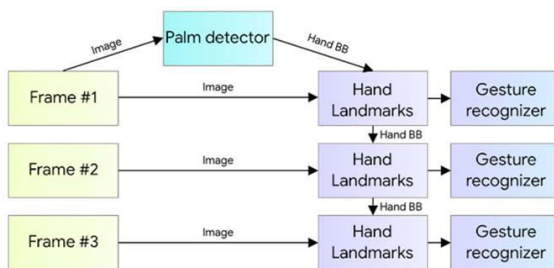 Palm detector
Image
Hand BB
Frame #1
Image
Hand
Landmarks
Gesture
recognizer
Hand BB
Frame #2
Image
Hand
Landmarks
Gesture
recognizer
Hand BB
Frame #3
Image
Hand
Landmarks
Gesture
recognizer